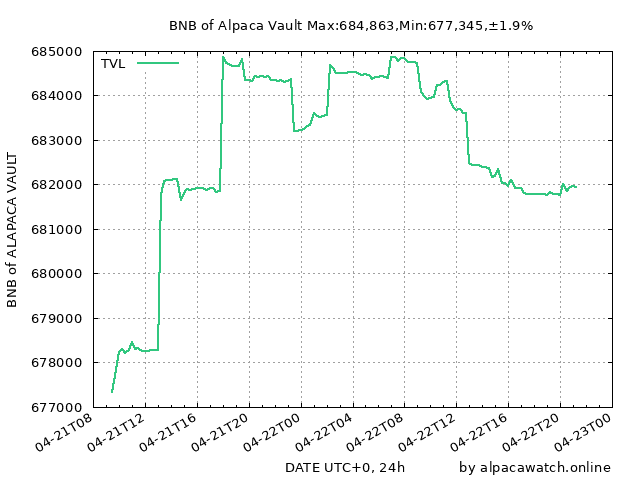 BNB of Alpaca Vault Max:684,863,Min:677,345,±1.9%
TVL
685000
684000
683000
682000
681000
680000
679000
678000
677000
BNB of ALAPACA VAULT
04-21T08
04-21T12
04-21T16
04-21T20
04-22T00
04-22T04
04-22T08
04-22T12
04-22T16
04-22T20
04-23T00
DATE UTC+0, 24h
by alpacawatch.online